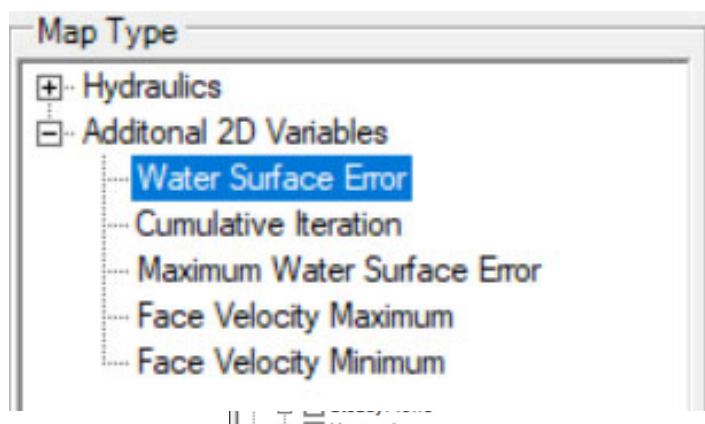 Map Type
Hydraulics
Additonal 2D Variables
Water Surface Error
Cumulative Iteration
Maximum Water Surface Error
Face Velocity Maximum
Face Velocity Minimum